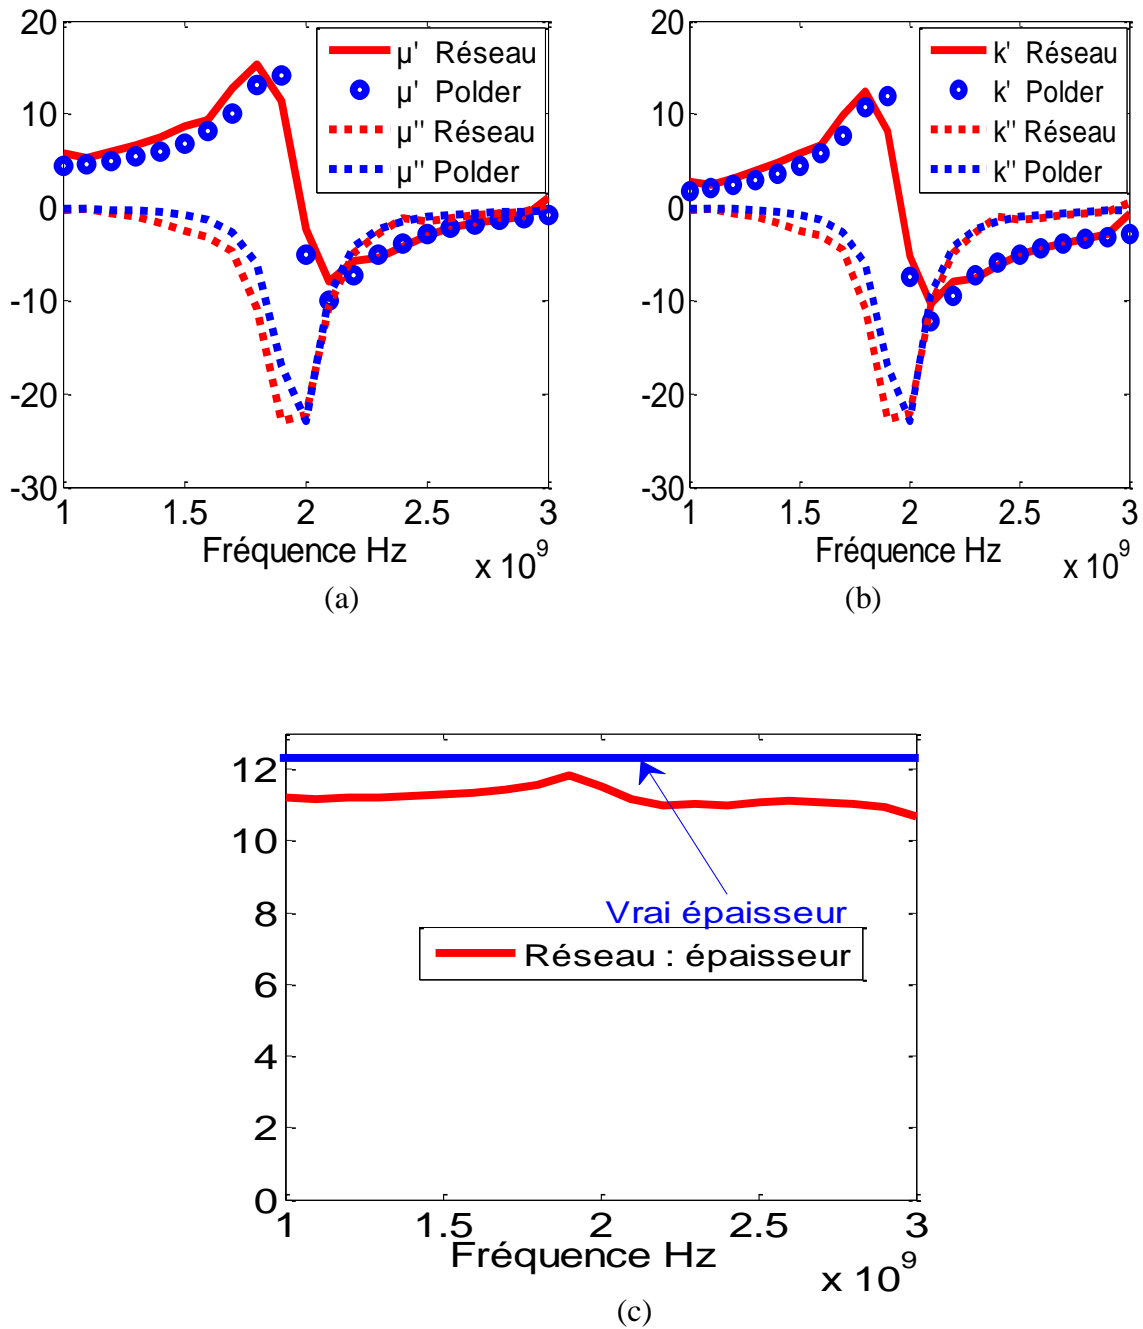 20
10
0
-10
-20
-30
1
1.5
2
2.5
3
Fréquence Hz
x 10^9
µ' Réseau
µ' Polder
µ'' Réseau
µ'' Polder
(a)
20
10
0
-10
-20
-30
1
1.5
2
2.5
3
Fréquence Hz
x 10^9
k' Réseau
k' Polder
k'' Réseau
k'' Polder
(b)
12
10
8
6
4
2
0
1
1.5
2
2.5
3
Vrai épaisseur
Réseau : épaisseur
Fréquence Hz
x 10^9
(c)